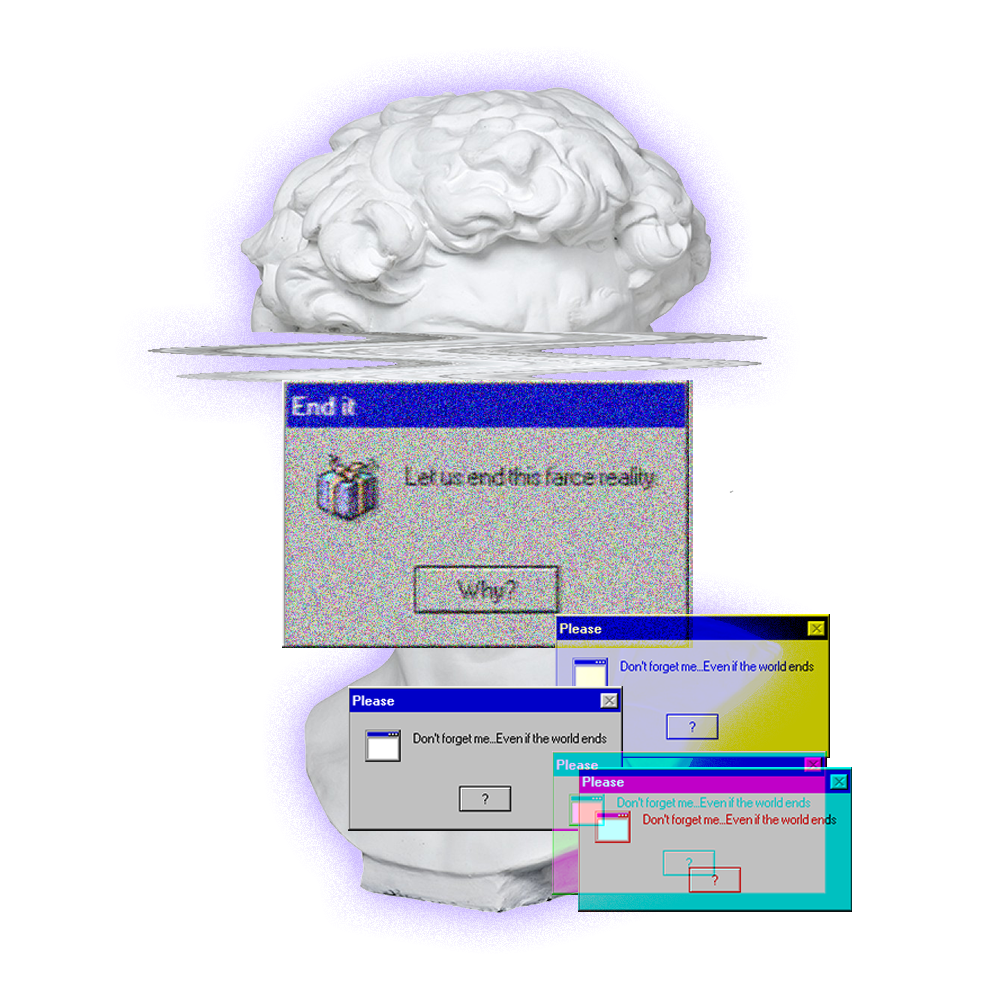 End it
Let us end this farce reality.
Why?
Please
Don't forget me...Even if the world ends
?
Please
Don't forget me...Even if the world ends
?
Please
Don't forget me...Even if the world ends
?
Please
Don't forget me...Even if the world ends
?